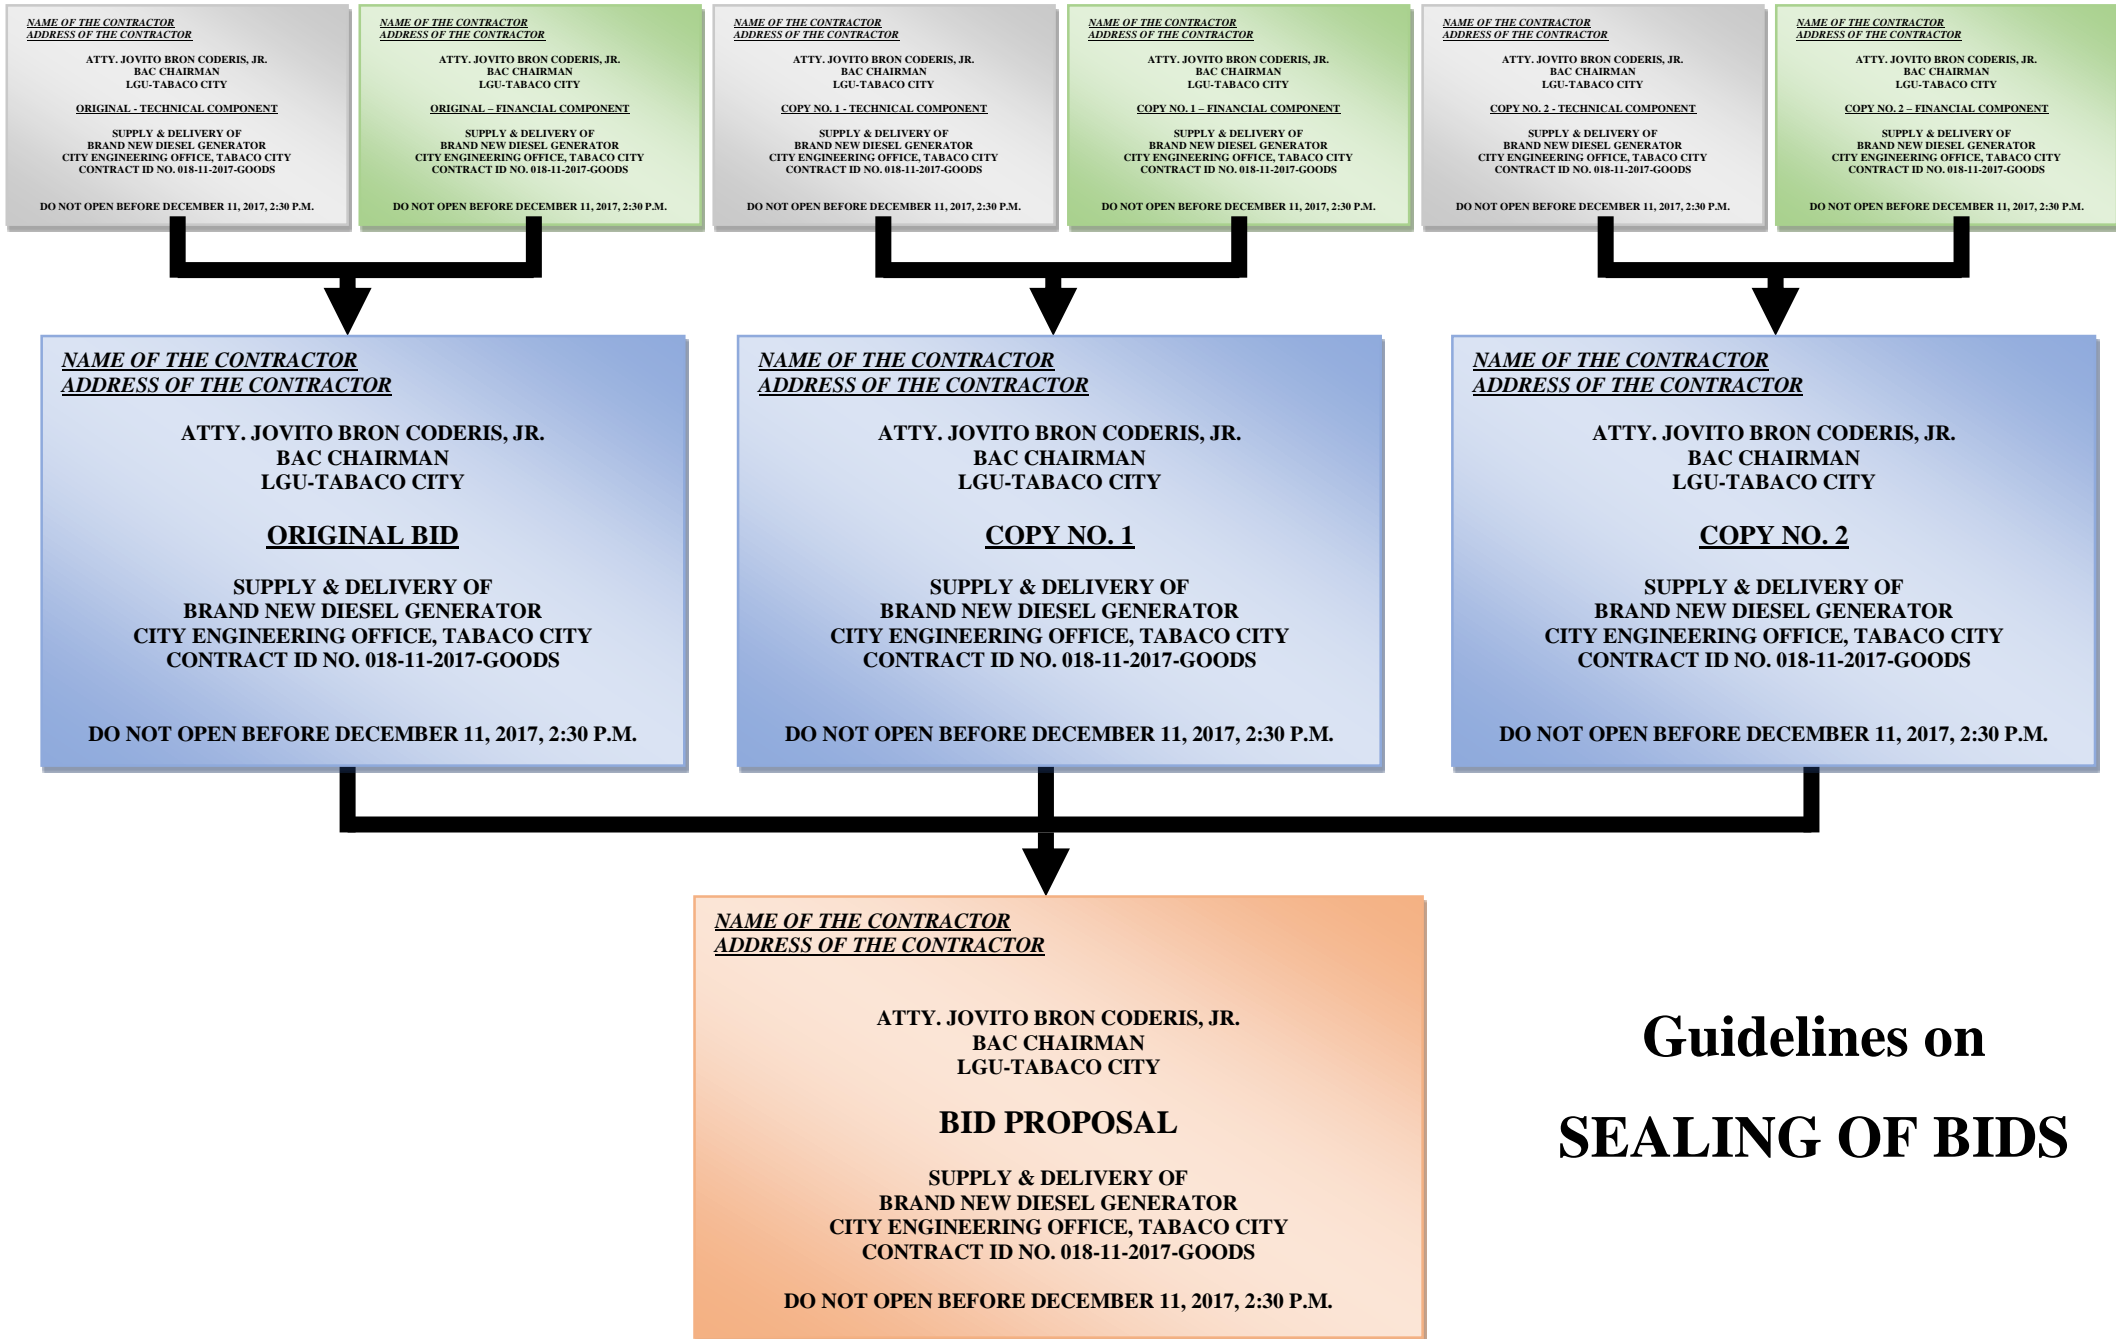 NAME OF THE CONTRACTOR
ADDRESS OF THE CONTRACTOR
ATTY. JOVITO BRON CODERIS, JR.
BAC CHAIRMAN
LGU-TABACO CITY
ORIGINAL - TECHNICAL COMPONENT
SUPPLY & DELIVERY OF
BRAND NEW DIESEL GENERATOR
CITY ENGINEERING OFFICE, TABACO CITY
CONTRACT ID NO. 018-11-2017-GOODS
DO NOT OPEN BEFORE DECEMBER 11, 2017, 2:30 P.M.
NAME OF THE CONTRACTOR
ADDRESS OF THE CONTRACTOR
ATTY. JOVITO BRON CODERIS, JR.
BAC CHAIRMAN
LGU-TABACO CITY
ORIGINAL – FINANCIAL COMPONENT
SUPPLY & DELIVERY OF
BRAND NEW DIESEL GENERATOR
CITY ENGINEERING OFFICE, TABACO CITY
CONTRACT ID NO. 018-11-2017-GOODS
DO NOT OPEN BEFORE DECEMBER 11, 2017, 2:30 P.M.
NAME OF THE CONTRACTOR
ADDRESS OF THE CONTRACTOR
ATTY. JOVITO BRON CODERIS, JR.
BAC CHAIRMAN
LGU-TABACO CITY
COPY NO. 1 - TECHNICAL COMPONENT
SUPPLY & DELIVERY OF
BRAND NEW DIESEL GENERATOR
CITY ENGINEERING OFFICE, TABACO CITY
CONTRACT ID NO. 018-11-2017-GOODS
DO NOT OPEN BEFORE DECEMBER 11, 2017, 2:30 P.M.
NAME OF THE CONTRACTOR
ADDRESS OF THE CONTRACTOR
ATTY. JOVITO BRON CODERIS, JR.
BAC CHAIRMAN
LGU-TABACO CITY
COPY NO. 1 – FINANCIAL COMPONENT
SUPPLY & DELIVERY OF
BRAND NEW DIESEL GENERATOR
CITY ENGINEERING OFFICE, TABACO CITY
CONTRACT ID NO. 018-11-2017-GOODS
DO NOT OPEN BEFORE DECEMBER 11, 2017, 2:30 P.M.
NAME OF THE CONTRACTOR
ADDRESS OF THE CONTRACTOR
ATTY. JOVITO BRON CODERIS, JR.
BAC CHAIRMAN
LGU-TABACO CITY
COPY NO. 2 - TECHNICAL COMPONENT
SUPPLY & DELIVERY OF
BRAND NEW DIESEL GENERATOR
CITY ENGINEERING OFFICE, TABACO CITY
CONTRACT ID NO. 018-11-2017-GOODS
DO NOT OPEN BEFORE DECEMBER 11, 2017, 2:30 P.M.
NAME OF THE CONTRACTOR
ADDRESS OF THE CONTRACTOR
ATTY. JOVITO BRON CODERIS, JR.
BAC CHAIRMAN
LGU-TABACO CITY
COPY NO. 2 – FINANCIAL COMPONENT
SUPPLY & DELIVERY OF
BRAND NEW DIESEL GENERATOR
CITY ENGINEERING OFFICE, TABACO CITY
CONTRACT ID NO. 018-11-2017-GOODS
DO NOT OPEN BEFORE DECEMBER 11, 2017, 2:30 P.M.
NAME OF THE CONTRACTOR
ADDRESS OF THE CONTRACTOR
ATTY. JOVITO BRON CODERIS, JR.
BAC CHAIRMAN
LGU-TABACO CITY
ORIGINAL BID
SUPPLY & DELIVERY OF
BRAND NEW DIESEL GENERATOR
CITY ENGINEERING OFFICE, TABACO CITY
CONTRACT ID NO. 018-11-2017-GOODS
DO NOT OPEN BEFORE DECEMBER 11, 2017, 2:30 P.M.
NAME OF THE CONTRACTOR
ADDRESS OF THE CONTRACTOR
ATTY. JOVITO BRON CODERIS, JR.
BAC CHAIRMAN
LGU-TABACO CITY
COPY NO. 1
SUPPLY & DELIVERY OF
BRAND NEW DIESEL GENERATOR
CITY ENGINEERING OFFICE, TABACO CITY
CONTRACT ID NO. 018-11-2017-GOODS
DO NOT OPEN BEFORE DECEMBER 11, 2017, 2:30 P.M.
NAME OF THE CONTRACTOR
ADDRESS OF THE CONTRACTOR
ATTY. JOVITO BRON CODERIS, JR.
BAC CHAIRMAN
LGU-TABACO CITY
COPY NO. 2
SUPPLY & DELIVERY OF
BRAND NEW DIESEL GENERATOR
CITY ENGINEERING OFFICE, TABACO CITY
CONTRACT ID NO. 018-11-2017-GOODS
DO NOT OPEN BEFORE DECEMBER 11, 2017, 2:30 P.M.
NAME OF THE CONTRACTOR
ADDRESS OF THE CONTRACTOR
ATTY. JOVITO BRON CODERIS, JR.
BAC CHAIRMAN
LGU-TABACO CITY
BID PROPOSAL
SUPPLY & DELIVERY OF
BRAND NEW DIESEL GENERATOR
CITY ENGINEERING OFFICE, TABACO CITY
CONTRACT ID NO. 018-11-2017-GOODS
DO NOT OPEN BEFORE DECEMBER 11, 2017, 2:30 P.M.
Guidelines on
SEALING OF BIDS